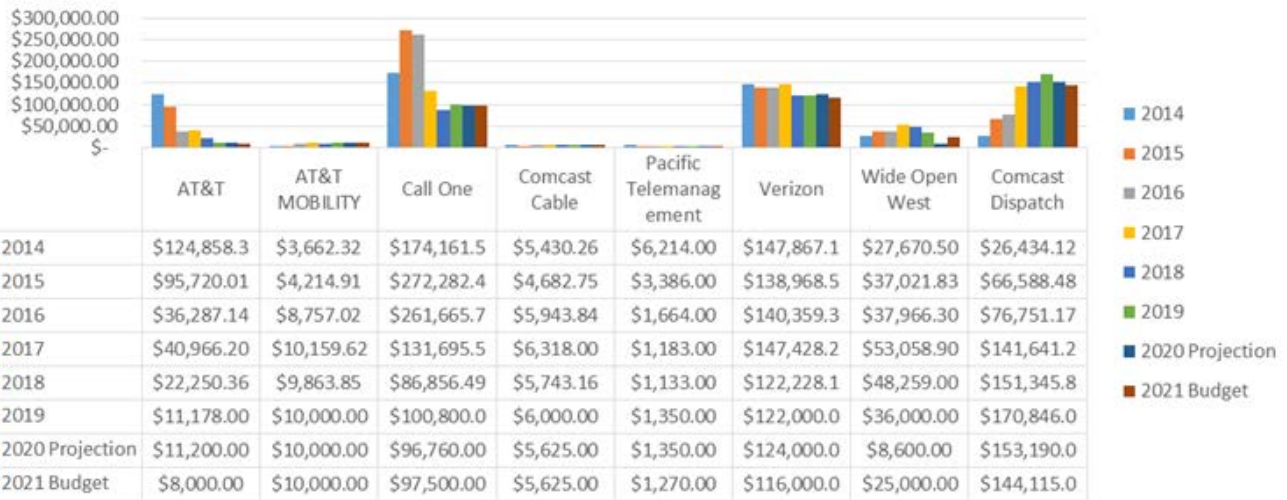 $300,000.00
$250,000.00
$200,000.00
$150,000.00
$100,000.00
$50,000.00
$-
AT&T AT&T MOBILITY Call One Comcast Cable Pacific Telemanagement Verizon Wide Open West Comcast Dispatch
2014 $124,858.3 $3,662.32 $174,161.5 $5,430.26 $6,214.00 $147,867.1 $27,670.50 $26,434.12
2015 $95,720.01 $4,214.91 $272,282.4 $4,682.75 $3,386.00 $138,968.5 $37,021.83 $66,588.48
2016 $36,287.14 $8,757.02 $261,665.7 $5,943.84 $1,664.00 $140,359.3 $37,966.30 $76,751.17
2017 $40,966.20 $10,159.62 $131,695.5 $6,318.00 $1,183.00 $147,428.2 $53,058.90 $141,641.2
2018 $22,250.36 $9,863.85 $86,856.49 $5,743.16 $1,133.00 $122,228.1 $48,259.00 $151,345.8
2019 $11,178.00 $10,000.00 $100,800.0 $6,000.00 $1,350.00 $122,000.0 $36,000.00 $170,846.0
2020 Projection $11,200.00 $10,000.00 $96,760.00 $5,625.00 $1,350.00 $124,000.0 $8,600.00 $153,190.0
2021 Budget $8,000.00 $10,000.00 $97,500.00 $5,625.00 $1,270.00 $116,000.0 $25,000.00 $144,115.0
2014
2015
2016
2017
2018
2019
2020 Projection
2021 Budget